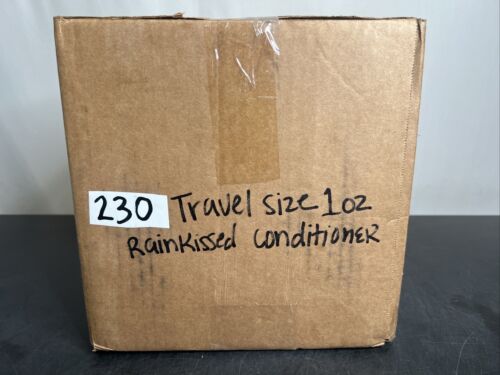 230 Travel size 1oz
Rainkissed conditioner